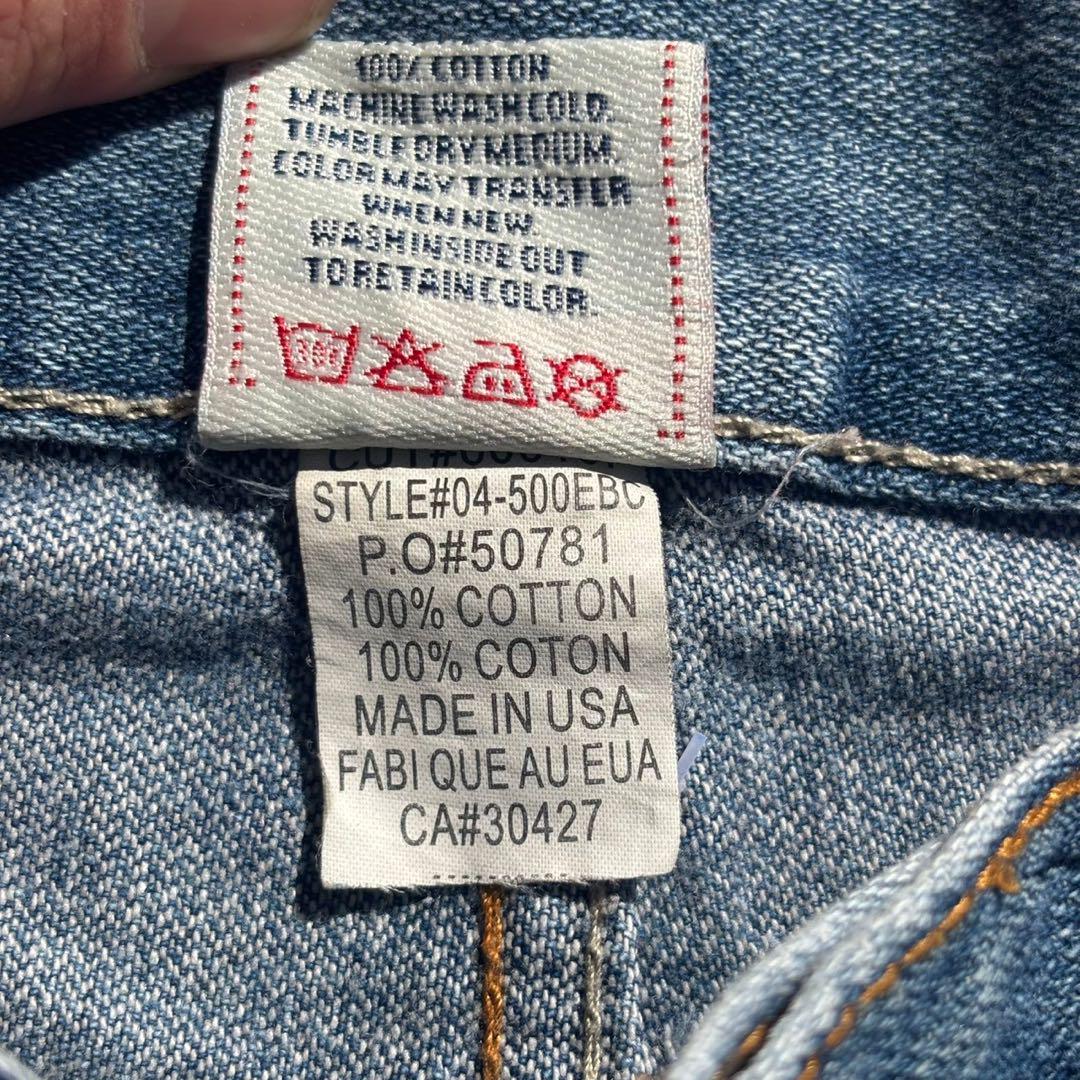 100% COTTON
MACHINE WASH COLD.
TUMBLE DRY MEDIUM.
COLOR MAY TRANSFER
WHEN NEW.
WASH INSIDE OUT
TO RETAIN COLOR.
STYLE#04-500EBC
P.O#50781
100% COTTON
100% COTON
MADE IN USA
FABI QUE AU EUA
CA#30427